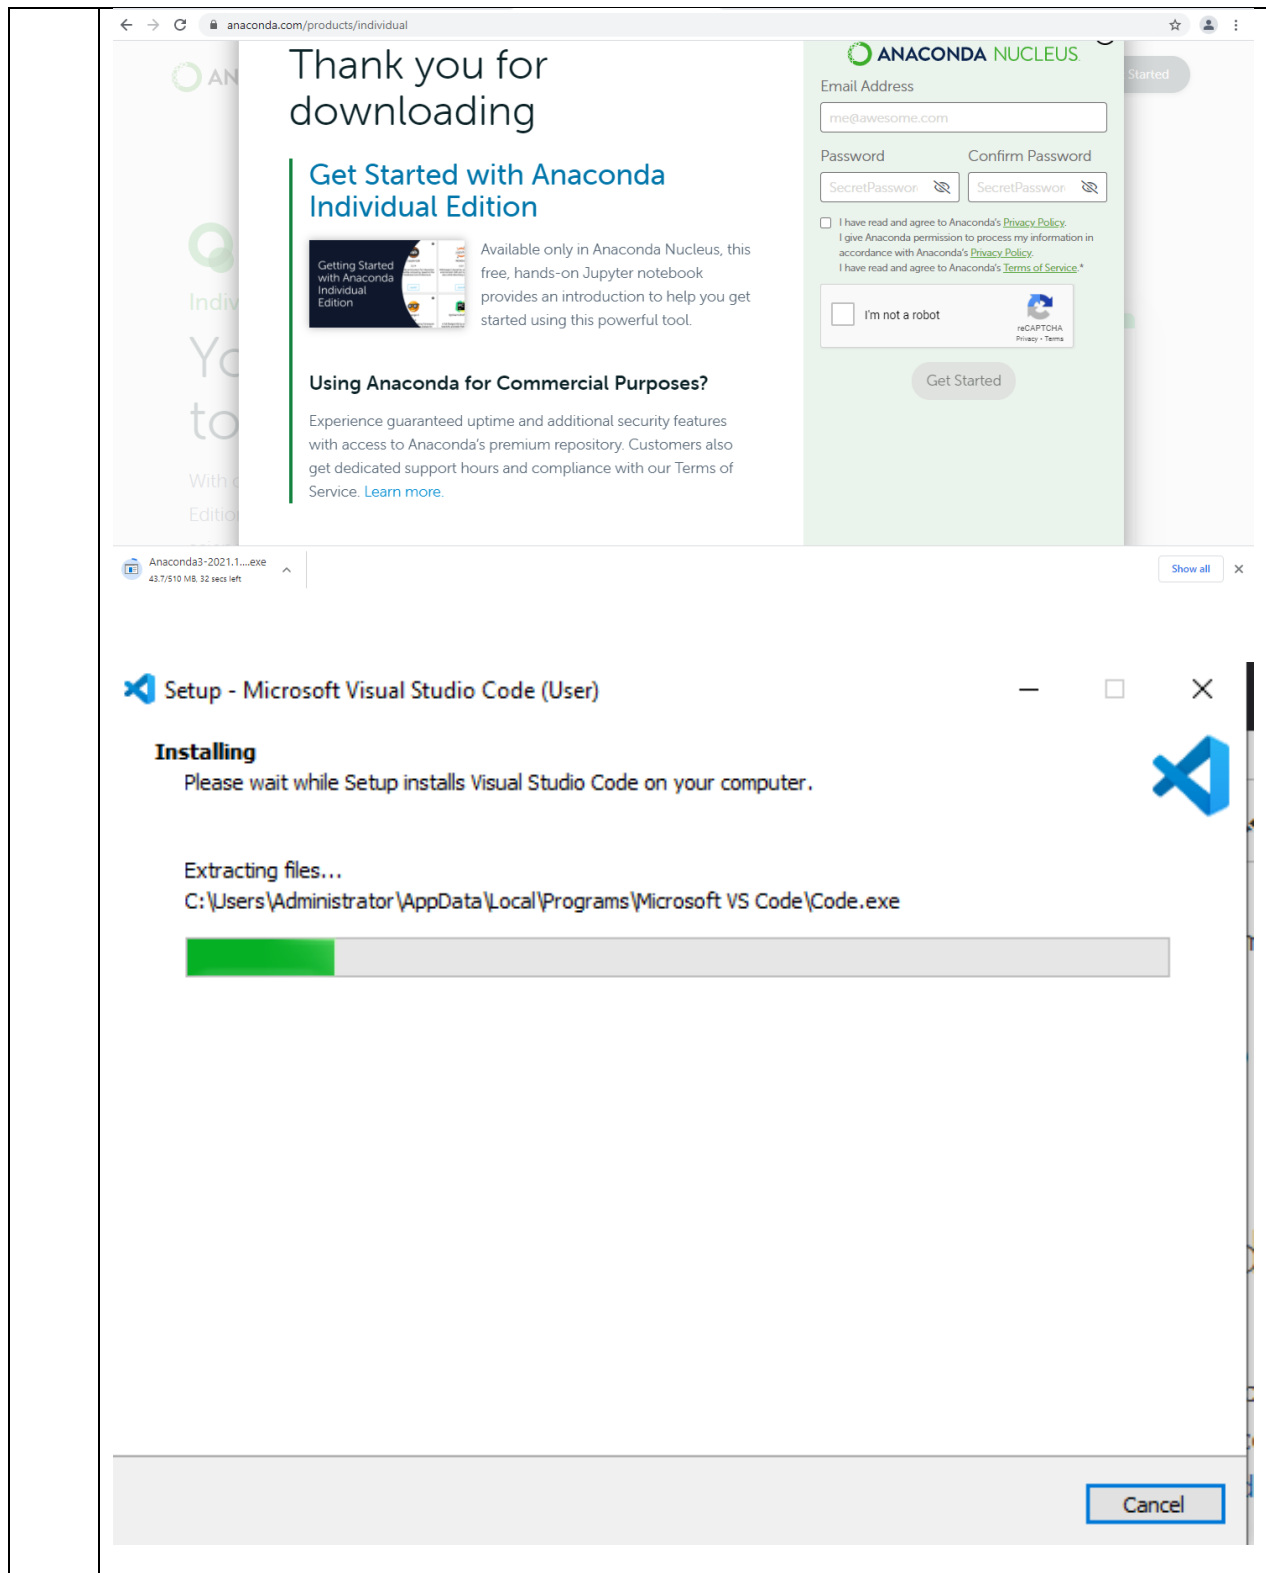 anaconda.com/products/individual
AN
Thank you for
downloading
Get Started with Anaconda
Individual Edition
Getting Started
with Anaconda
Individual
Edition
Available only in Anaconda Nucleus, this
free, hands-on Jupyter notebook
provides an introduction to help you get
started using this powerful tool.
Using Anaconda for Commercial Purposes?
Experience guaranteed uptime and additional security features
with access to Anaconda's premium repository. Customers also
get dedicated support hours and compliance with our Terms of
Service. Learn more.
ANACONDA NUCLEUS
Started
Email Address
me@awesome.com
Password Confirm Password
SecretPasswor SecretPasswor
I have read and agree to Anaconda's Privacy Policy.
I give Anaconda permission to process my information in
accordance with Anaconda's Privacy Policy.
I have read and agree to Anaconda's Terms of Service.*
I'm not a robot
reCAPTCHA
Privacy - Terms
Get Started
Indiv
Yo
to
With
Editio
Anaconda3-2021.1....exe
43.7/510 MB, 32 secs left
Show all
Setup - Microsoft Visual Studio Code (User)
Installing
Please wait while Setup installs Visual Studio Code on your computer.
Extracting files...
C:\Users\Administrator\AppData\Local\Programs\Microsoft VS Code\Code.exe
Cancel